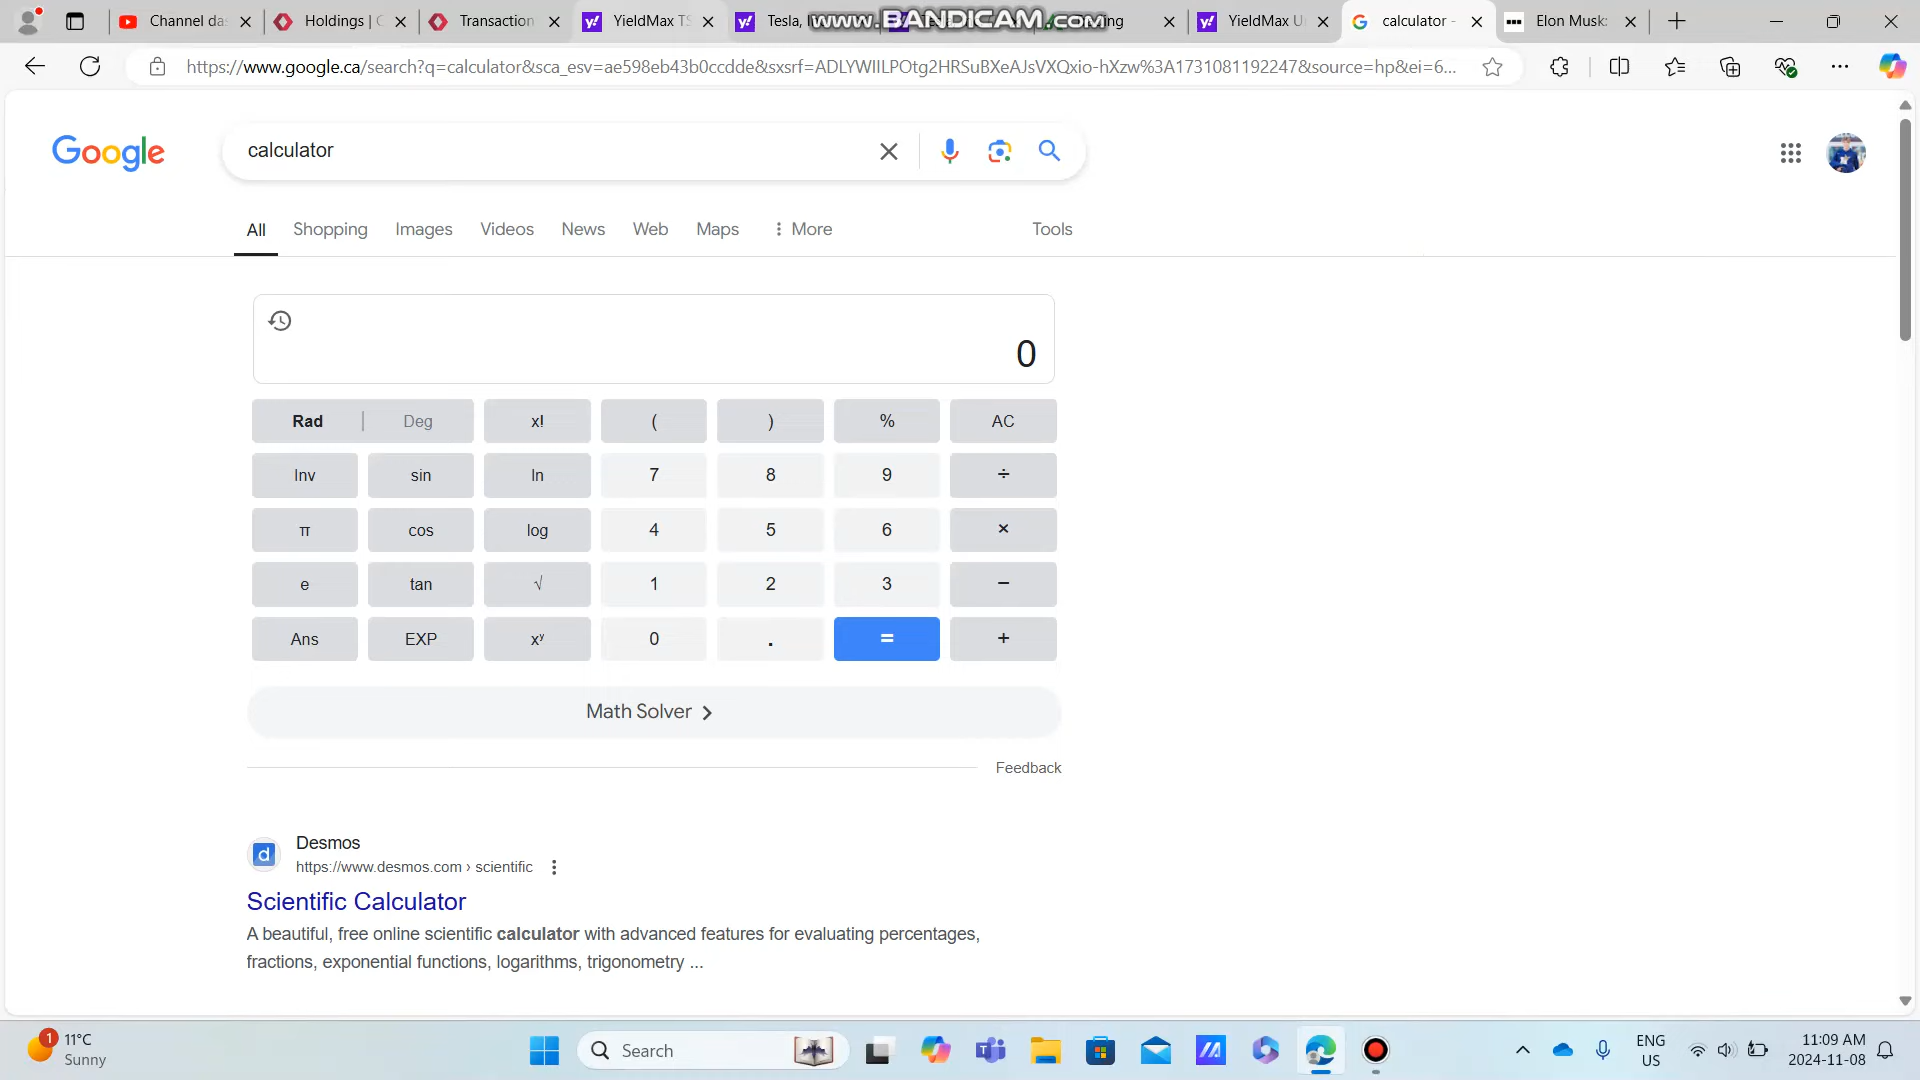 Channel da
Holdings | C
Transaction
YieldMax TS
Tesla, I
www.BANDICAM.com
YieldMax U
calculator -
Elon Musk:
https://www.google.ca/search?q=calculator&sca_esv=ae598eb43b0ccdde&sxsrf=ADLYWIILPOtg2HRSuBXeAJsVXQxio-hXzw%3A1731081192247&source=hp&ei=6...
Google
calculator
All
Shopping
Images
Videos
News
Web
Maps
More
Tools
0
Rad | Deg x! ( ) % AC
Inv sin ln 7 8 9 ÷
π cos log 4 5 6 ×
e tan √ 1 2 3 −
Ans EXP xʸ 0 . = +
Math Solver
Feedback
Desmos
https://www.desmos.com › scientific
Scientific Calculator
A beautiful, free online scientific calculator with advanced features for evaluating percentages,
fractions, exponential functions, logarithms, trigonometry ...
1
11°C
Sunny
Search
ENG
US
11:09 AM
2024-11-08